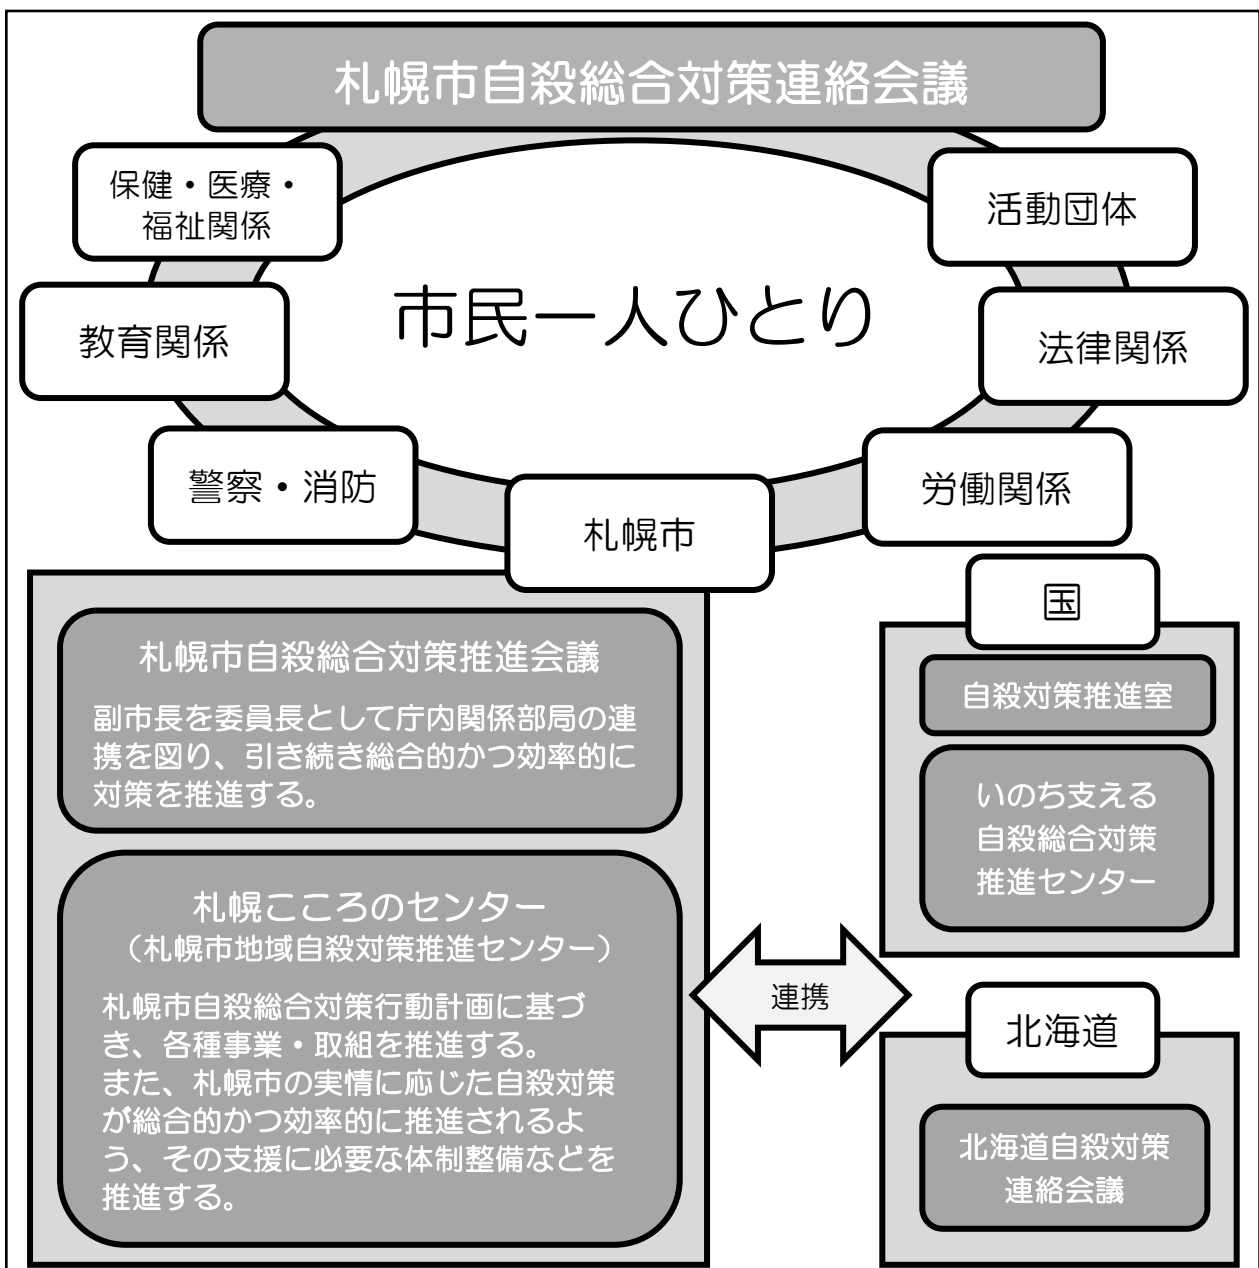 札幌市自殺総合対策連絡会議
保健・医療・
福祉関係
活動団体
市民一人ひとり
教育関係
法律関係
警察・消防
労働関係
札幌市
札幌市自殺総合対策推進会議
副市長を委員長として庁内関係部局の連
携を図り、引き続き総合的かつ効率的に
対策を推進する。
札幌こころのセンター
（札幌市地域自殺対策推進センター）
札幌市自殺総合対策行動計画に基づ
き、各種事業・取組を推進する。
また、札幌市の実情に応じた自殺対策
が総合的かつ効率的に推進されるよ
う、その支援に必要な体制整備などを
推進する。
連携
国
自殺対策推進室
いのち支える
自殺総合対策
推進センター
北海道
北海道自殺対策
連絡会議